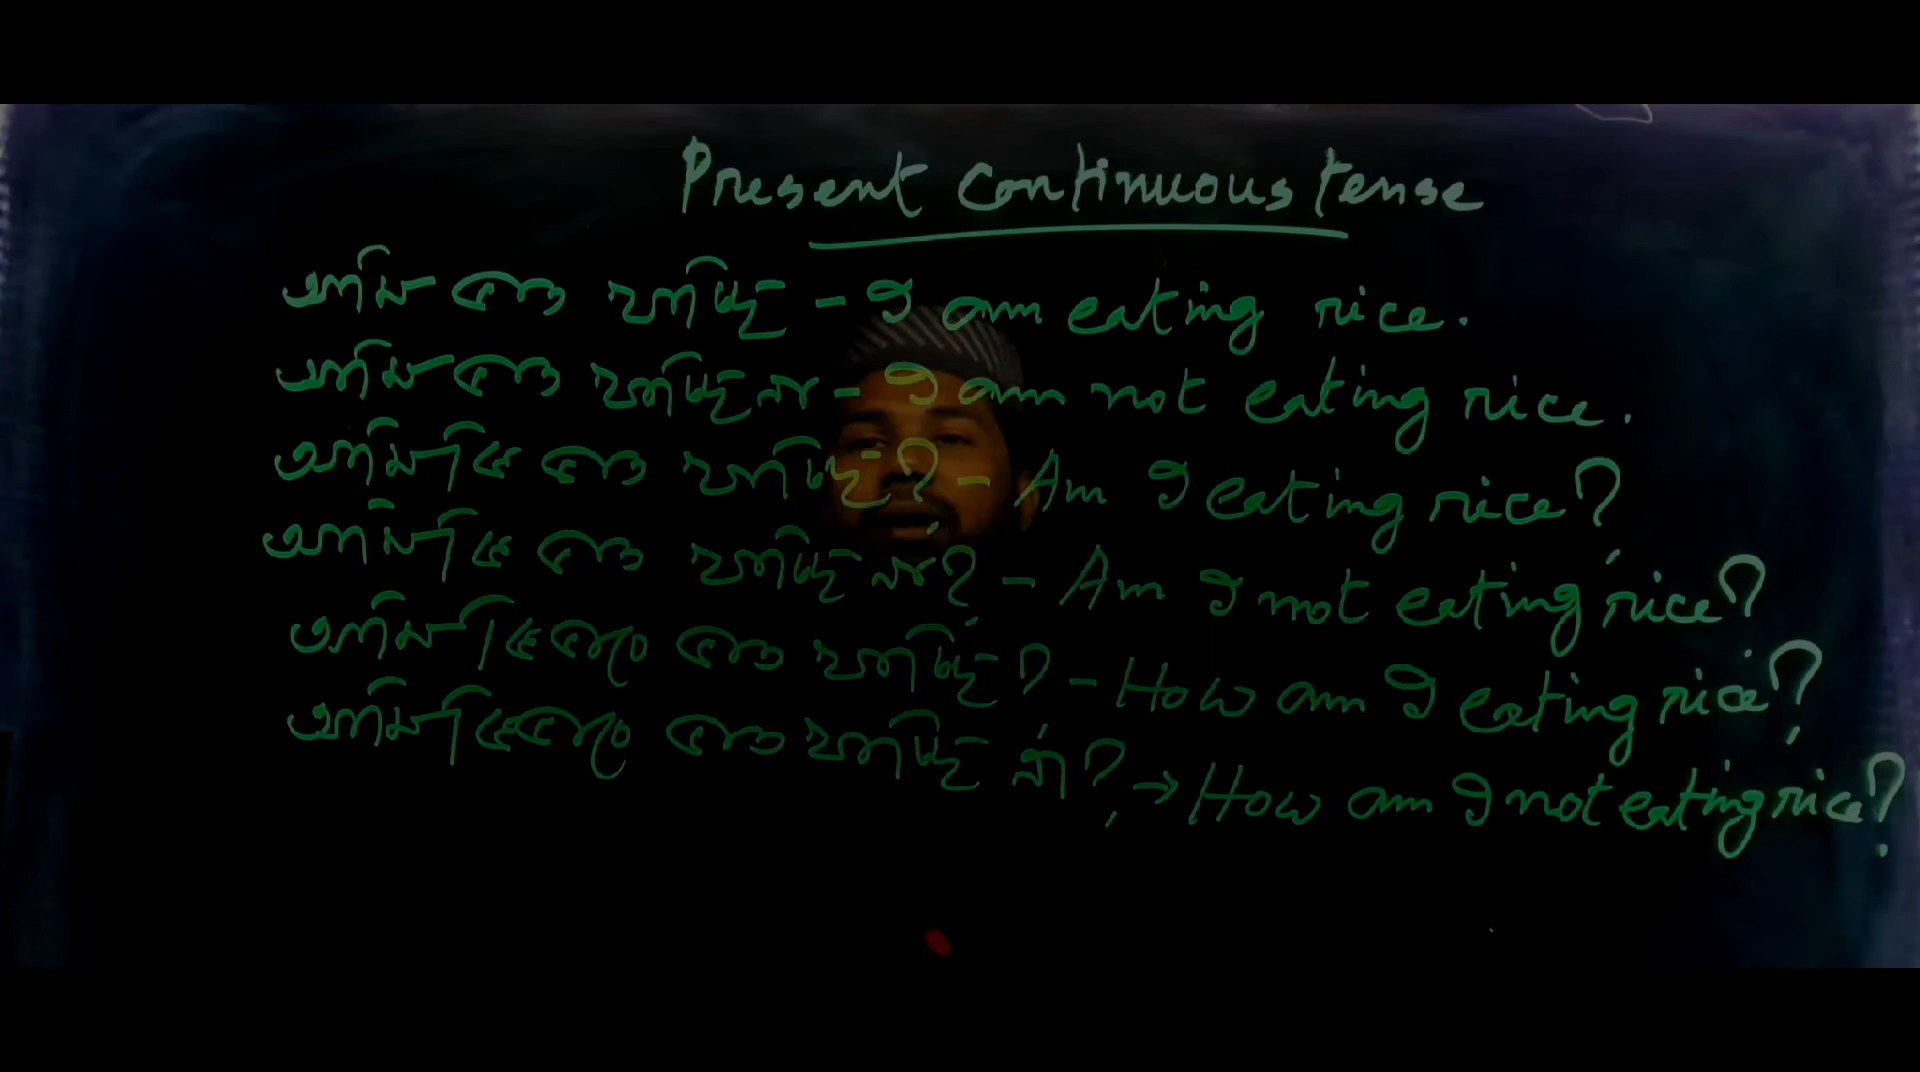 Present continuous tense
আমি ভাত খাচ্ছি - I am eating rice.
আমি ভাত খাচ্ছি না - I am not eating rice.
আমি কি ভাত খাচ্ছি? - Am I eating rice?
আমি কি ভাত খাচ্ছি না? - Am I not eating rice?
আমি কিভাবে ভাত খাচ্ছি? - How am I eating rice?
আমি কিভাবে ভাত খাচ্ছি না? → How am I not eating rice?